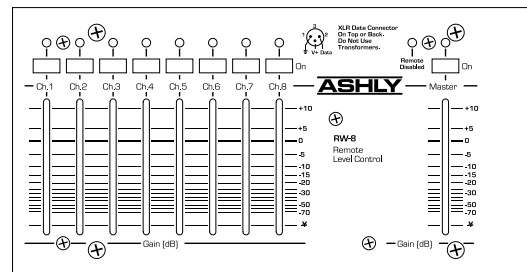 3
1 2
V+ Data
XLR Data Connector
On Top or Back.
Do Not Use
Transformers.
Remote
Disabled
On
On
Ch.1 Ch.2 Ch.3 Ch.4 Ch.5 Ch.6 Ch.7 Ch.8
ASHLY
Master
+10
+5
0
-5
-10
-15
-20
-30
-50
-70
¥
RW-8
Remote
Level Control
+10
+5
0
-5
-10
-15
-20
-30
-50
-70
¥
Gain (dB)
Gain (dB)